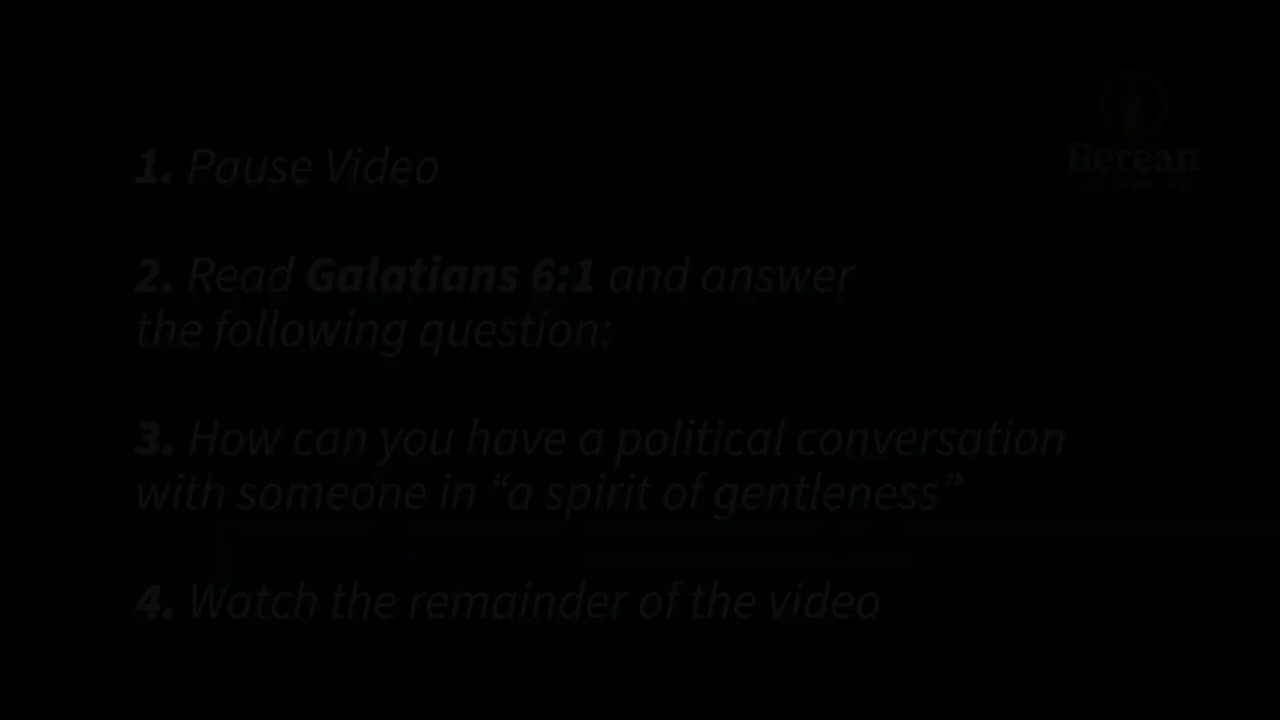 1. Pause Video
Berean
2. Read Galatians 6:1 and answer
the following question:
3. How can you have a political conversation
with someone in “a spirit of gentleness”
4. Watch the remainder of the video